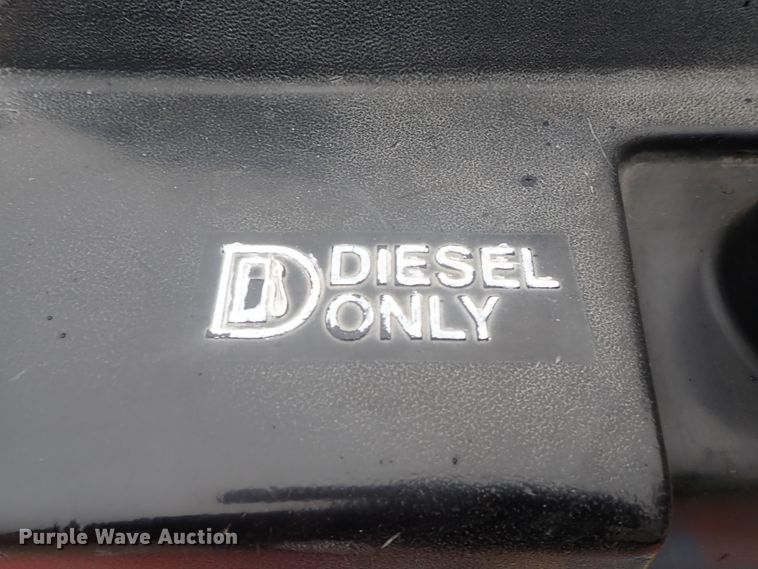 D DIESEL
ONLY
Purple Wave Auction